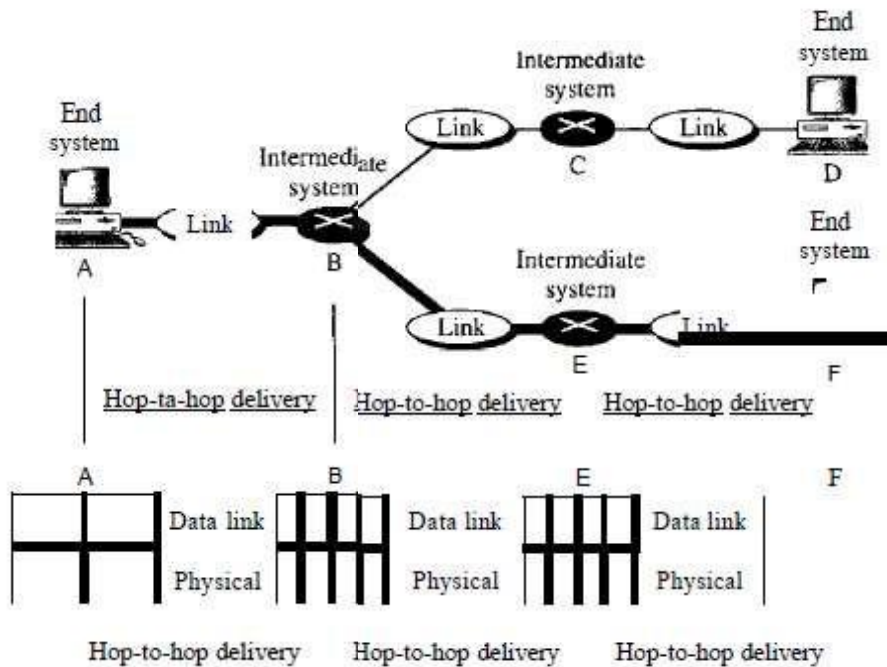 End
system
Intermediate
system
End
system
Link
Link
C
D
Intermediate
system
Link
A
B
End
system
Intermediate
system
Link
Link
E
F
Hop-ta-hop delivery
Hop-to-hop delivery
Hop-to-hop delivery
A
B
E
F
Data link
Data link
Data link
Physical
Physical
Physical
Hop-to-hop delivery
Hop-to-hop delivery
Hop-to-hop delivery